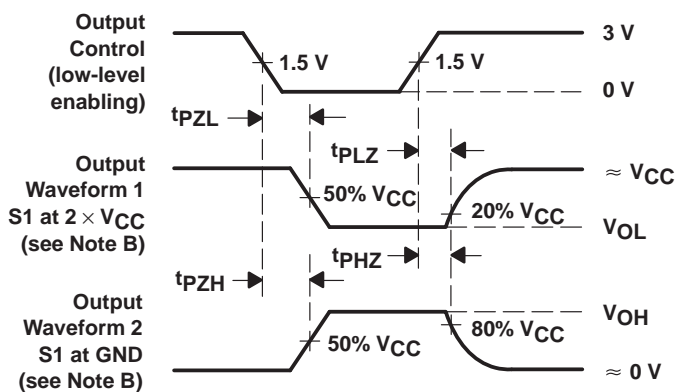 Output
Control
(low-level
enabling)
3 V
1.5 V
1.5 V
0 V
tPZL
tPLZ
Output
Waveform 1
S1 at 2 × VCC
(see Note B)
≈ VCC
50% VCC
20% VCC
VOL
tPZH
tPHZ
Output
Waveform 2
S1 at GND
(see Note B)
VOH
50% VCC
80% VCC
≈ 0 V